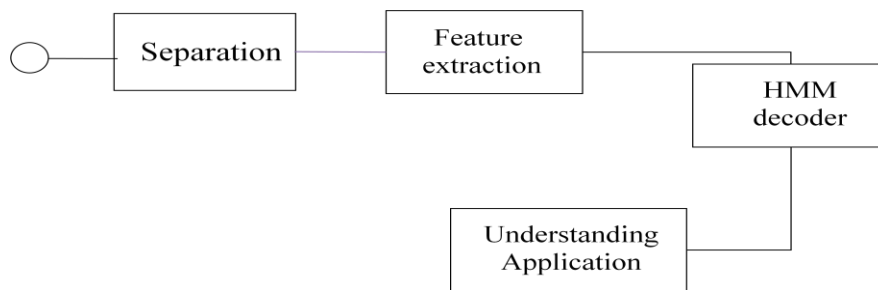 Separation
Feature
extraction
HMM
decoder
Understanding
Application